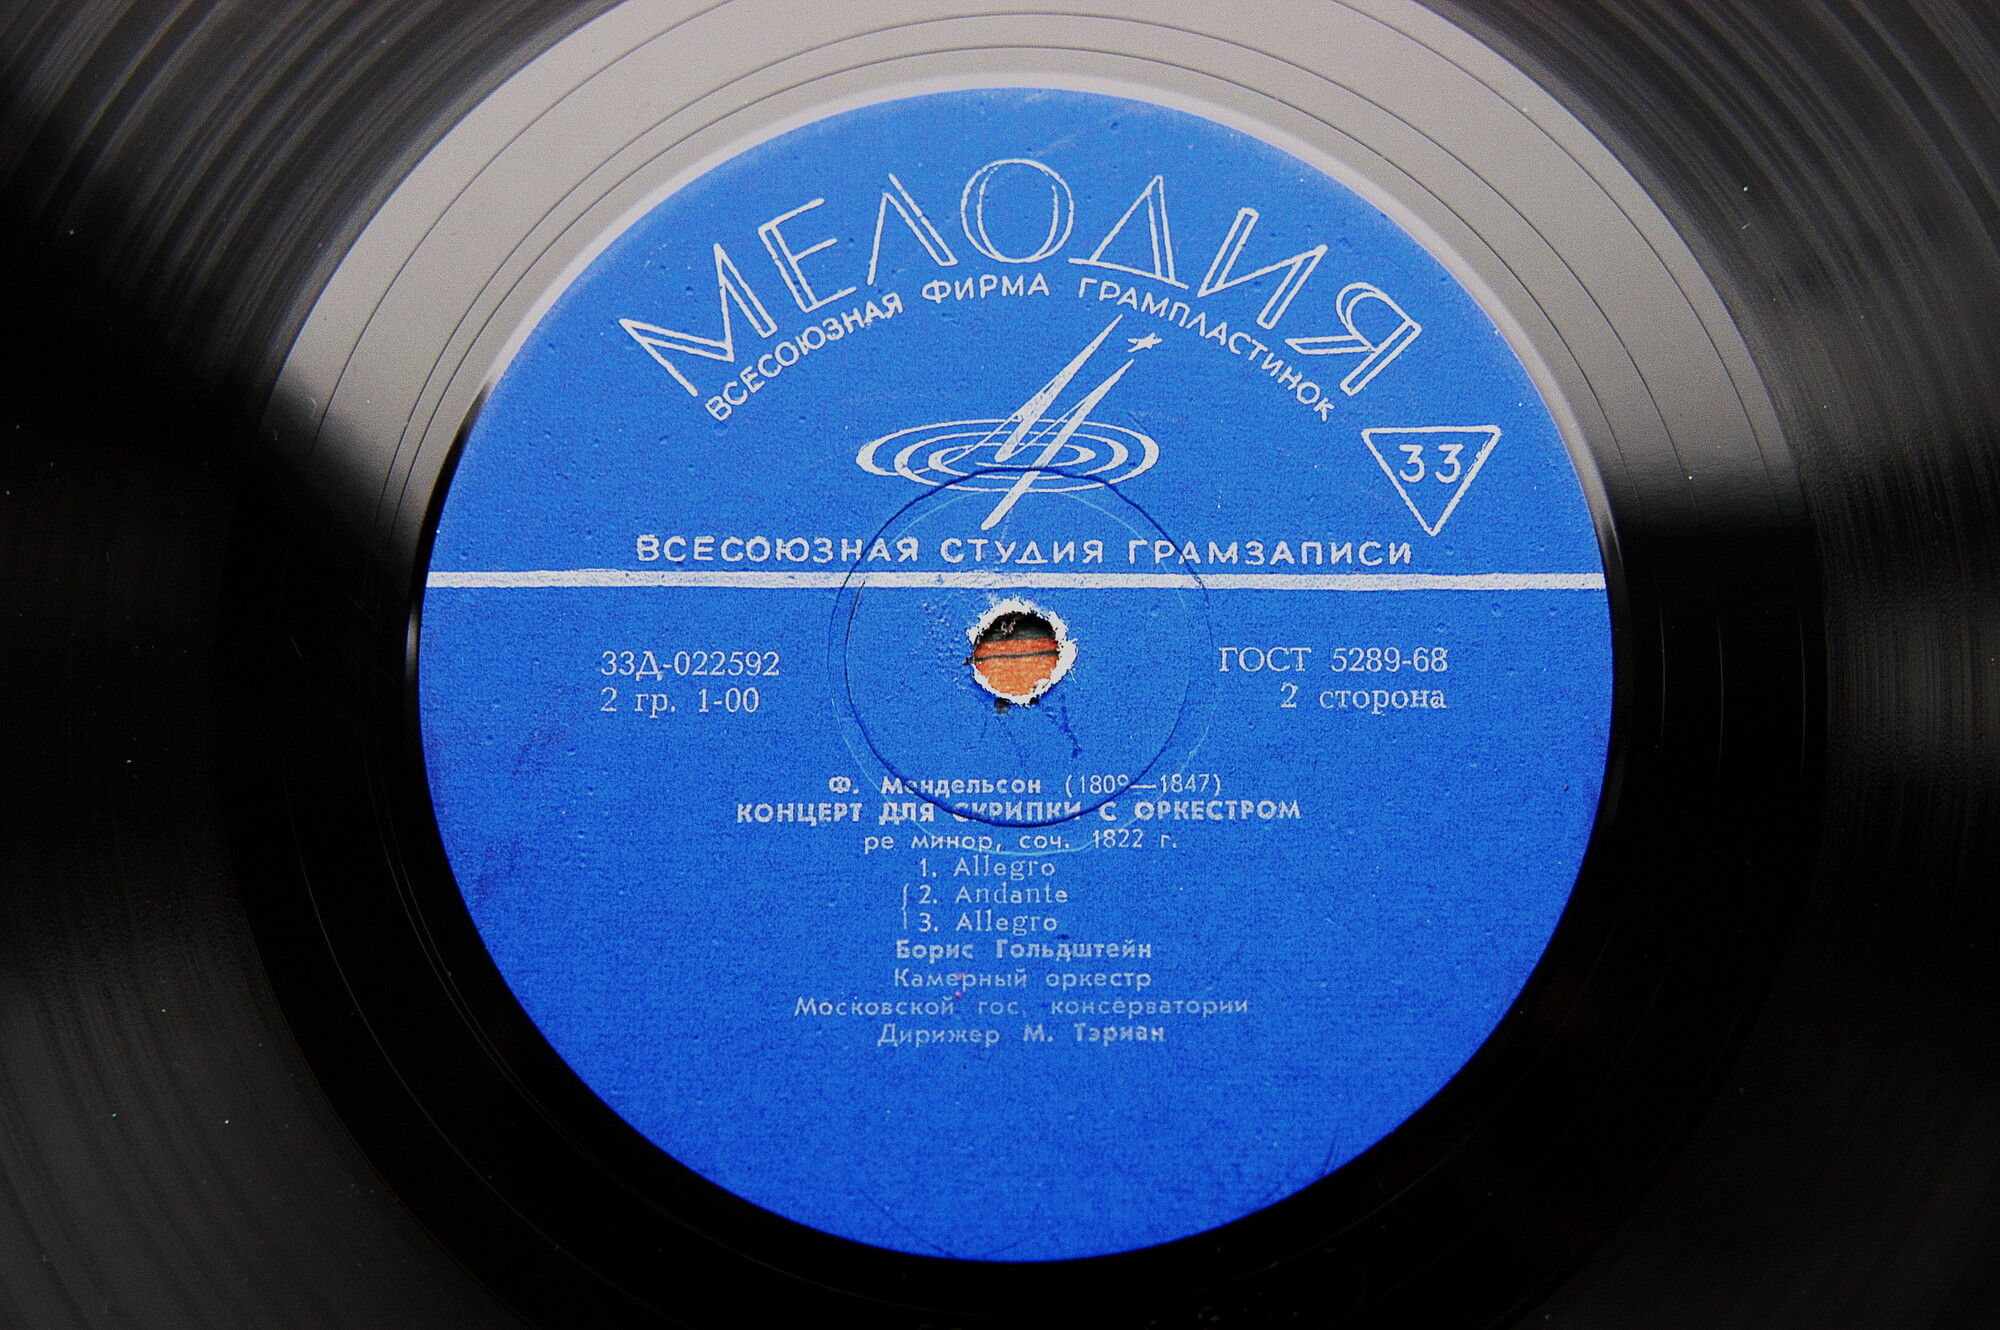 МЕЛОДИЯ
ВСЕСОЮЗНАЯ ФИРМА ГРАМПЛАСТИНОК
33
ВСЕСОЮЗНАЯ СТУДИЯ ГРАМЗАПИСИ
33Д-022592
2 гр. 1-00
ГОСТ 5289-68
2 сторона
Ф. Мендельсон (1809—1847)
КОНЦЕРТ ДЛЯ СКРИПКИ С ОРКЕСТРОМ
ре минор, соч. 1822 г.
1. Allegro
2. Andante
3. Allegro
Борис Гольдштейн
Камерный оркестр
Московской гос. консерватории
Дирижер М. Тэриан